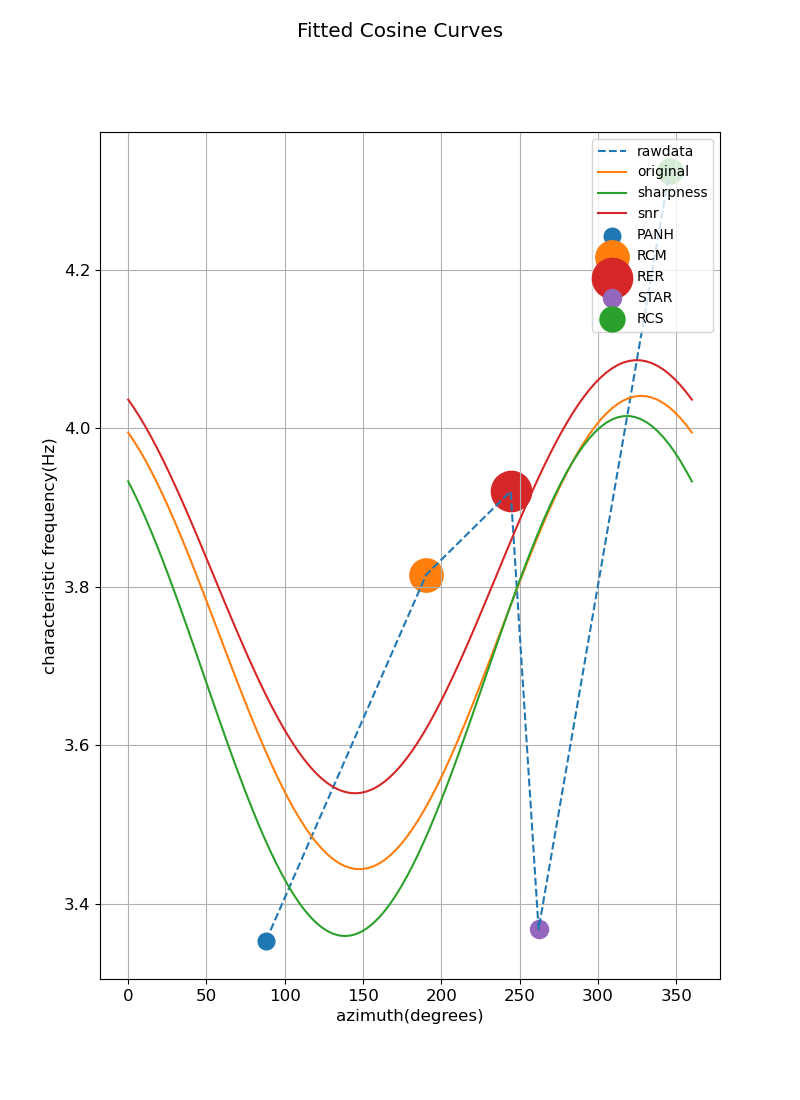 Fitted Cosine Curves
rawdata
original
sharpness
snr
PANH
RCM
RER
STAR
RCS
characteristic frequency(Hz)
4.2
4.0
3.8
3.6
3.4
0 50 100 150 200 250 300 350
azimuth(degrees)